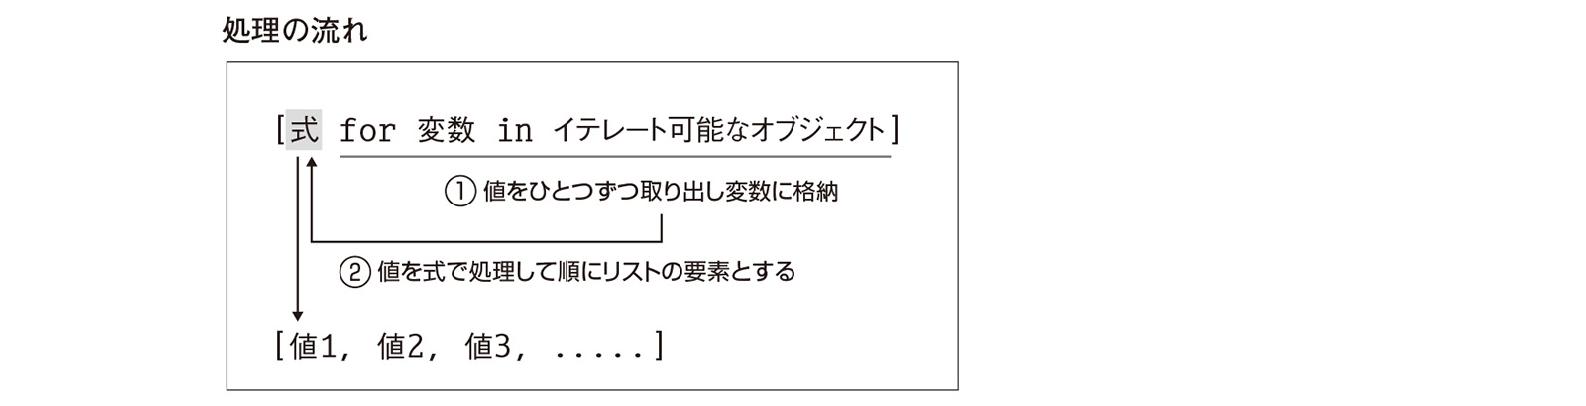 処理の流れ
[式 for 変数 in イテレート可能なオブジェクト]
① 値をひとつずつ取り出し変数に格納
② 値を式で処理して順にリストの要素とする
[値1, 値2, 値3, .....]